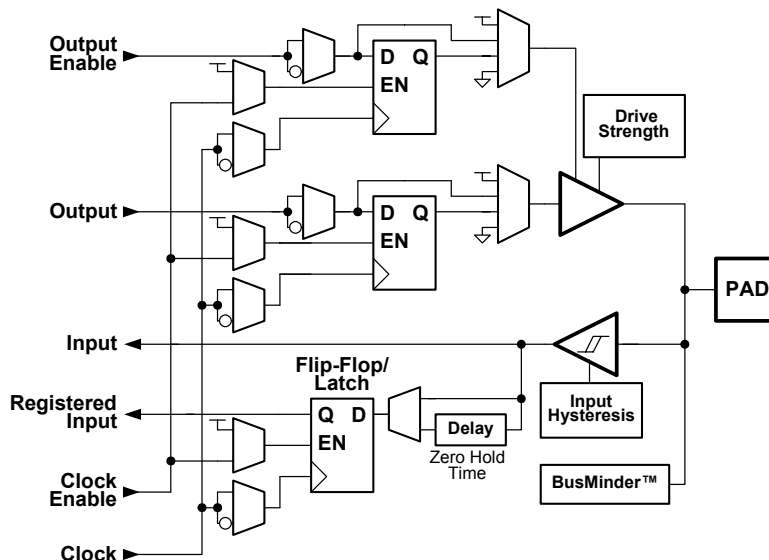 Output
Enable
D Q
EN
Drive
Strength
Output
D Q
EN
PAD
Input
Flip-Flop/
Latch
Registered
Input
Q D
EN
Delay
Zero Hold
Time
Input
Hysteresis
Clock
Enable
BusMinder™
Clock